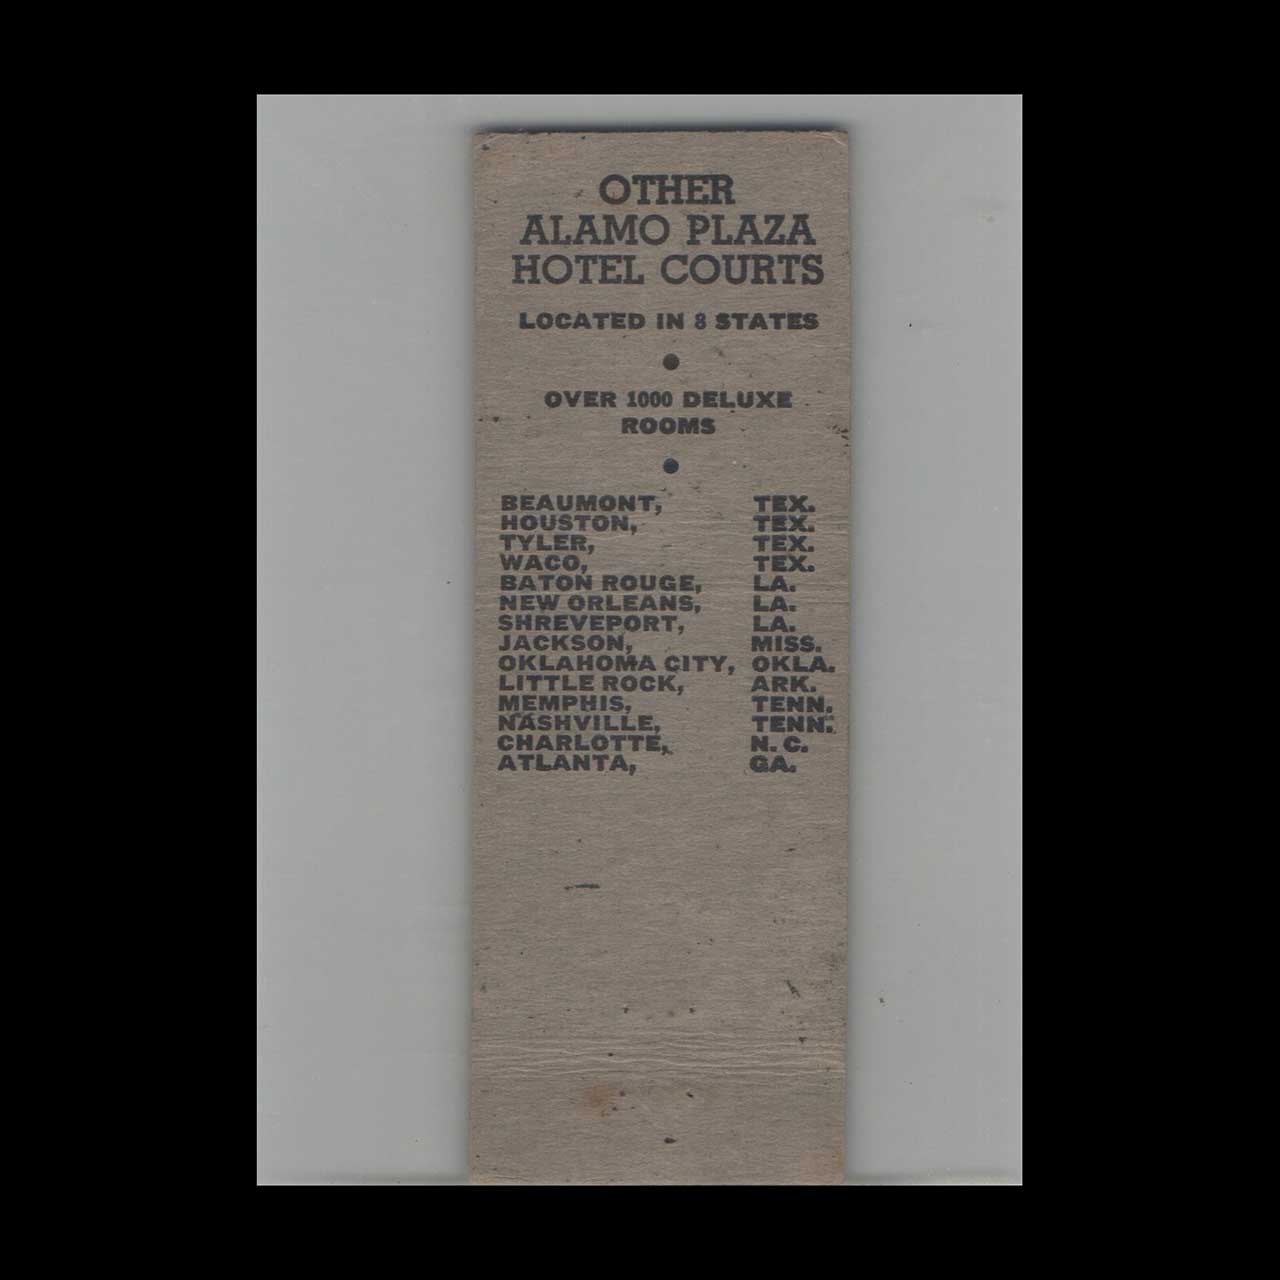 OTHER
ALAMO PLAZA
HOTEL COURTS
LOCATED IN 8 STATES
OVER 1000 DELUXE
ROOMS
BEAUMONT, TEX.
HOUSTON, TEX.
TYLER, TEX.
WACO, TEX.
BATON ROUGE, LA.
NEW ORLEANS, LA.
SHREVEPORT, LA.
JACKSON, MISS.
OKLAHOMA CITY, OKLA.
LITTLE ROCK, ARK.
MEMPHIS, TENN.
NASHVILLE, TENN.
CHARLOTTE, N. C.
ATLANTA, GA.